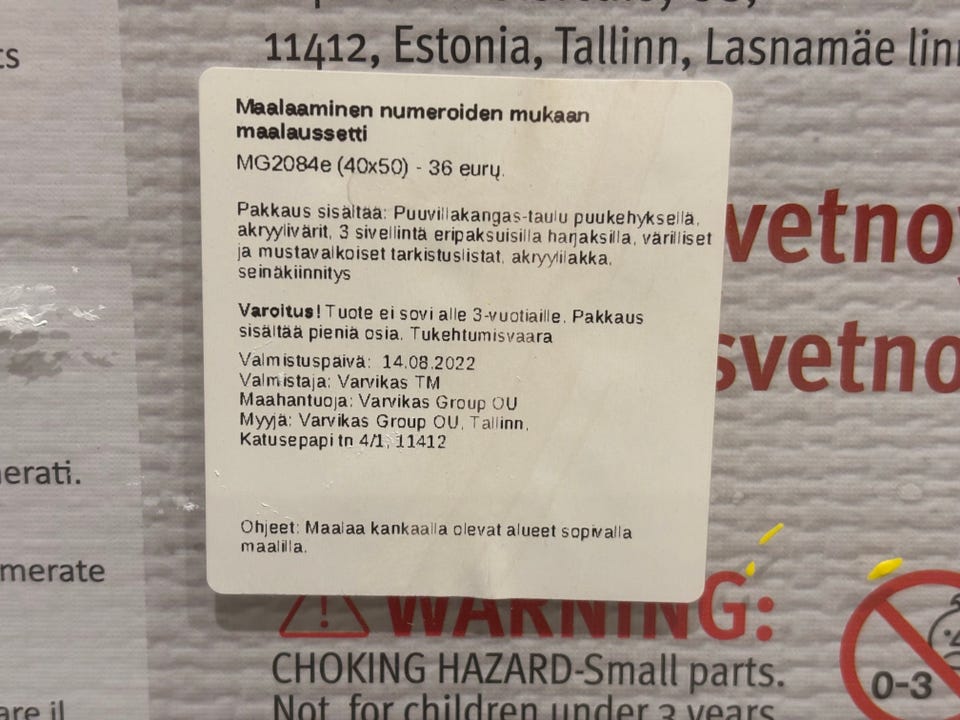 11412, Estonia, Tallinn, Lasnamäe
ts
Maalaaminen numeroiden mukaan
maalaussetti
MG2084e (40x50) - 36 eurų.
Pakkaus sisältää: Puuvillakangas-taulu puukehyksellä,
akryylivärit, 3 sivellintä eripaksuisilla harjaksilla, värilliset
ja mustavalkoiset tarkistuslistat, akryylilakka,
seinäkiinnitys
Varoitus! Tuote ei sovi alle 3-vuotiaille. Pakkaus
sisältää pieniä osia. Tukehtumisvaara
Valmistuspäivä: 14.08.2022
Valmistaja: Varvikas TM
Maahantuoja: Varvikas Group OU
Myyjä: Varvikas Group OU, Tallinn,
Katusepapi tn 4/1, 11412
Ohjeet: Maalaa kankaalla olevat alueet sopivalla
maalilla.
vetno
svetno
erati.
merate
are il
WARNING:
CHOKING HAZARD-Small parts.
Not for children under 3 years
0-3